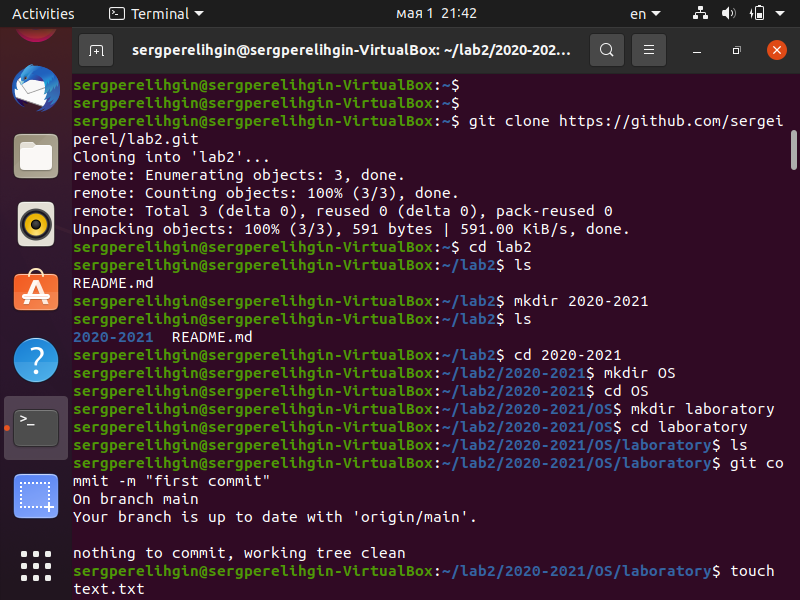 Activities Terminal мая 1 21:42 en
sergperelihgin@sergperelihgin-VirtualBox: ~/lab2/2020-202...
sergperelihgin@sergperelihgin-VirtualBox:~$
sergperelihgin@sergperelihgin-VirtualBox:~$
sergperelihgin@sergperelihgin-VirtualBox:~$ git clone https://github.com/sergei
perel/lab2.git
Cloning into 'lab2'...
remote: Enumerating objects: 3, done.
remote: Counting objects: 100% (3/3), done.
remote: Total 3 (delta 0), reused 0 (delta 0), pack-reused 0
Unpacking objects: 100% (3/3), 591 bytes | 591.00 KiB/s, done.
sergperelihgin@sergperelihgin-VirtualBox:~$ cd lab2
sergperelihgin@sergperelihgin-VirtualBox:~/lab2$ ls
README.md
sergperelihgin@sergperelihgin-VirtualBox:~/lab2$ mkdir 2020-2021
sergperelihgin@sergperelihgin-VirtualBox:~/lab2$ ls
2020-2021  README.md
sergperelihgin@sergperelihgin-VirtualBox:~/lab2$ cd 2020-2021
sergperelihgin@sergperelihgin-VirtualBox:~/lab2/2020-2021$ mkdir OS
sergperelihgin@sergperelihgin-VirtualBox:~/lab2/2020-2021$ cd OS
sergperelihgin@sergperelihgin-VirtualBox:~/lab2/2020-2021/OS$ mkdir laboratory
sergperelihgin@sergperelihgin-VirtualBox:~/lab2/2020-2021/OS$ cd laboratory
sergperelihgin@sergperelihgin-VirtualBox:~/lab2/2020-2021/OS/laboratory$ ls
sergperelihgin@sergperelihgin-VirtualBox:~/lab2/2020-2021/OS/laboratory$ git co
mmit -m "first commit"
On branch main
Your branch is up to date with 'origin/main'.
nothing to commit, working tree clean
sergperelihgin@sergperelihgin-VirtualBox:~/lab2/2020-2021/OS/laboratory$ touch
text.txt